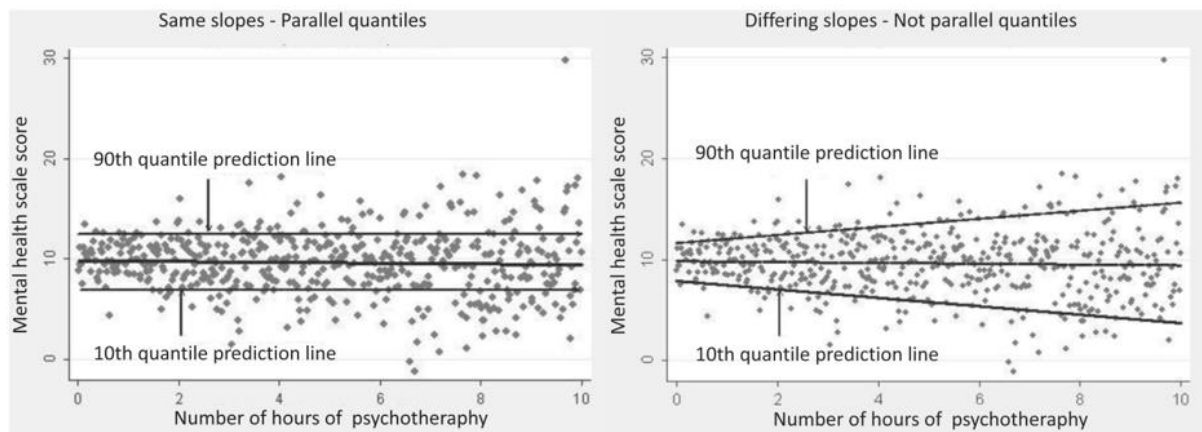 Same slopes - Parallel quantiles
Mental health scale score
30
20
10
0
90th quantile prediction line
10th quantile prediction line
0 2 4 6 8 10
Number of hours of psychotheraphy
Differing slopes - Not parallel quantiles
Mental health scale score
30
20
10
0
90th quantile prediction line
10th quantile prediction line
0 2 4 6 8 10
Number of hours of psychotheraphy